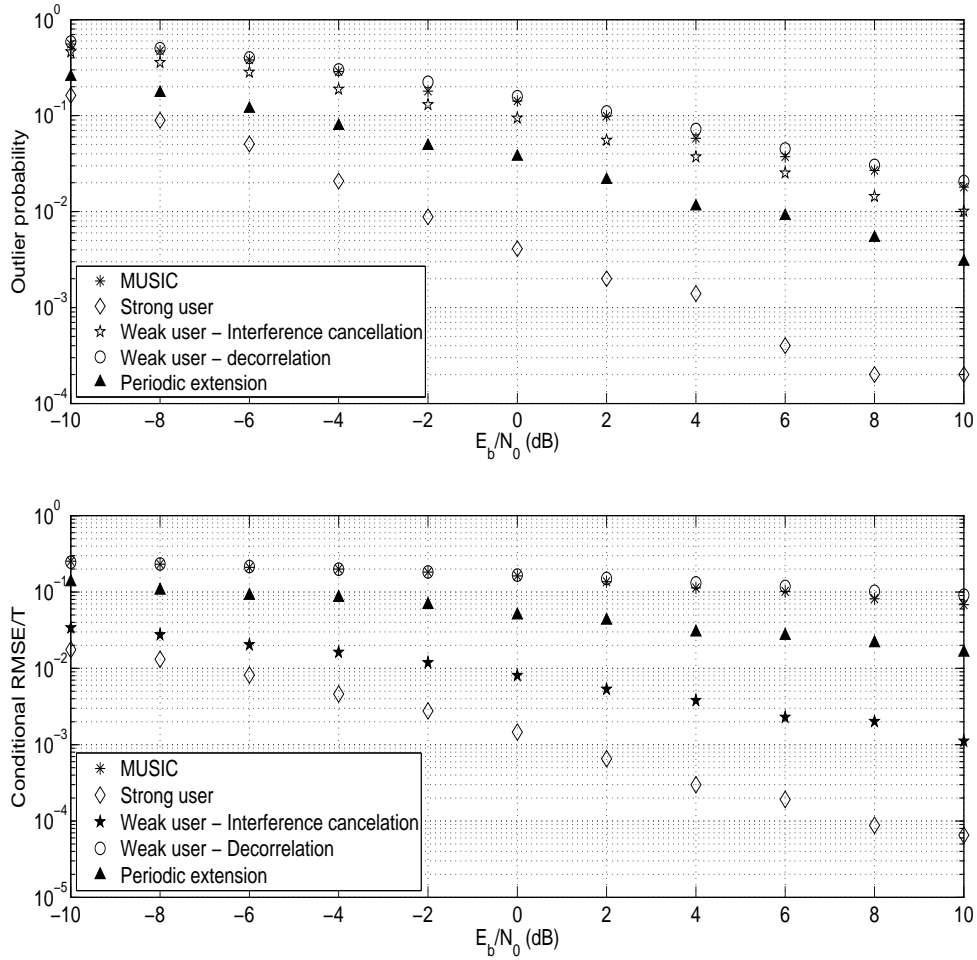 10^0
10^-1
10^-2
10^-3
10^-4
Outlier probability
MUSIC
Strong user
Weak user – Interference cancellation
Weak user – decorrelation
Periodic extension
−10 −8 −6 −4 −2 0 2 4 6 8 10
E_b/N_0 (dB)
10^0
10^-1
10^-2
10^-3
10^-4
10^-5
Conditional RMSE/T
MUSIC
Strong user
Weak user – Interference cancelation
Weak user – Decorrelation
Periodic extension
−10 −8 −6 −4 −2 0 2 4 6 8 10
E_b/N_0 (dB)